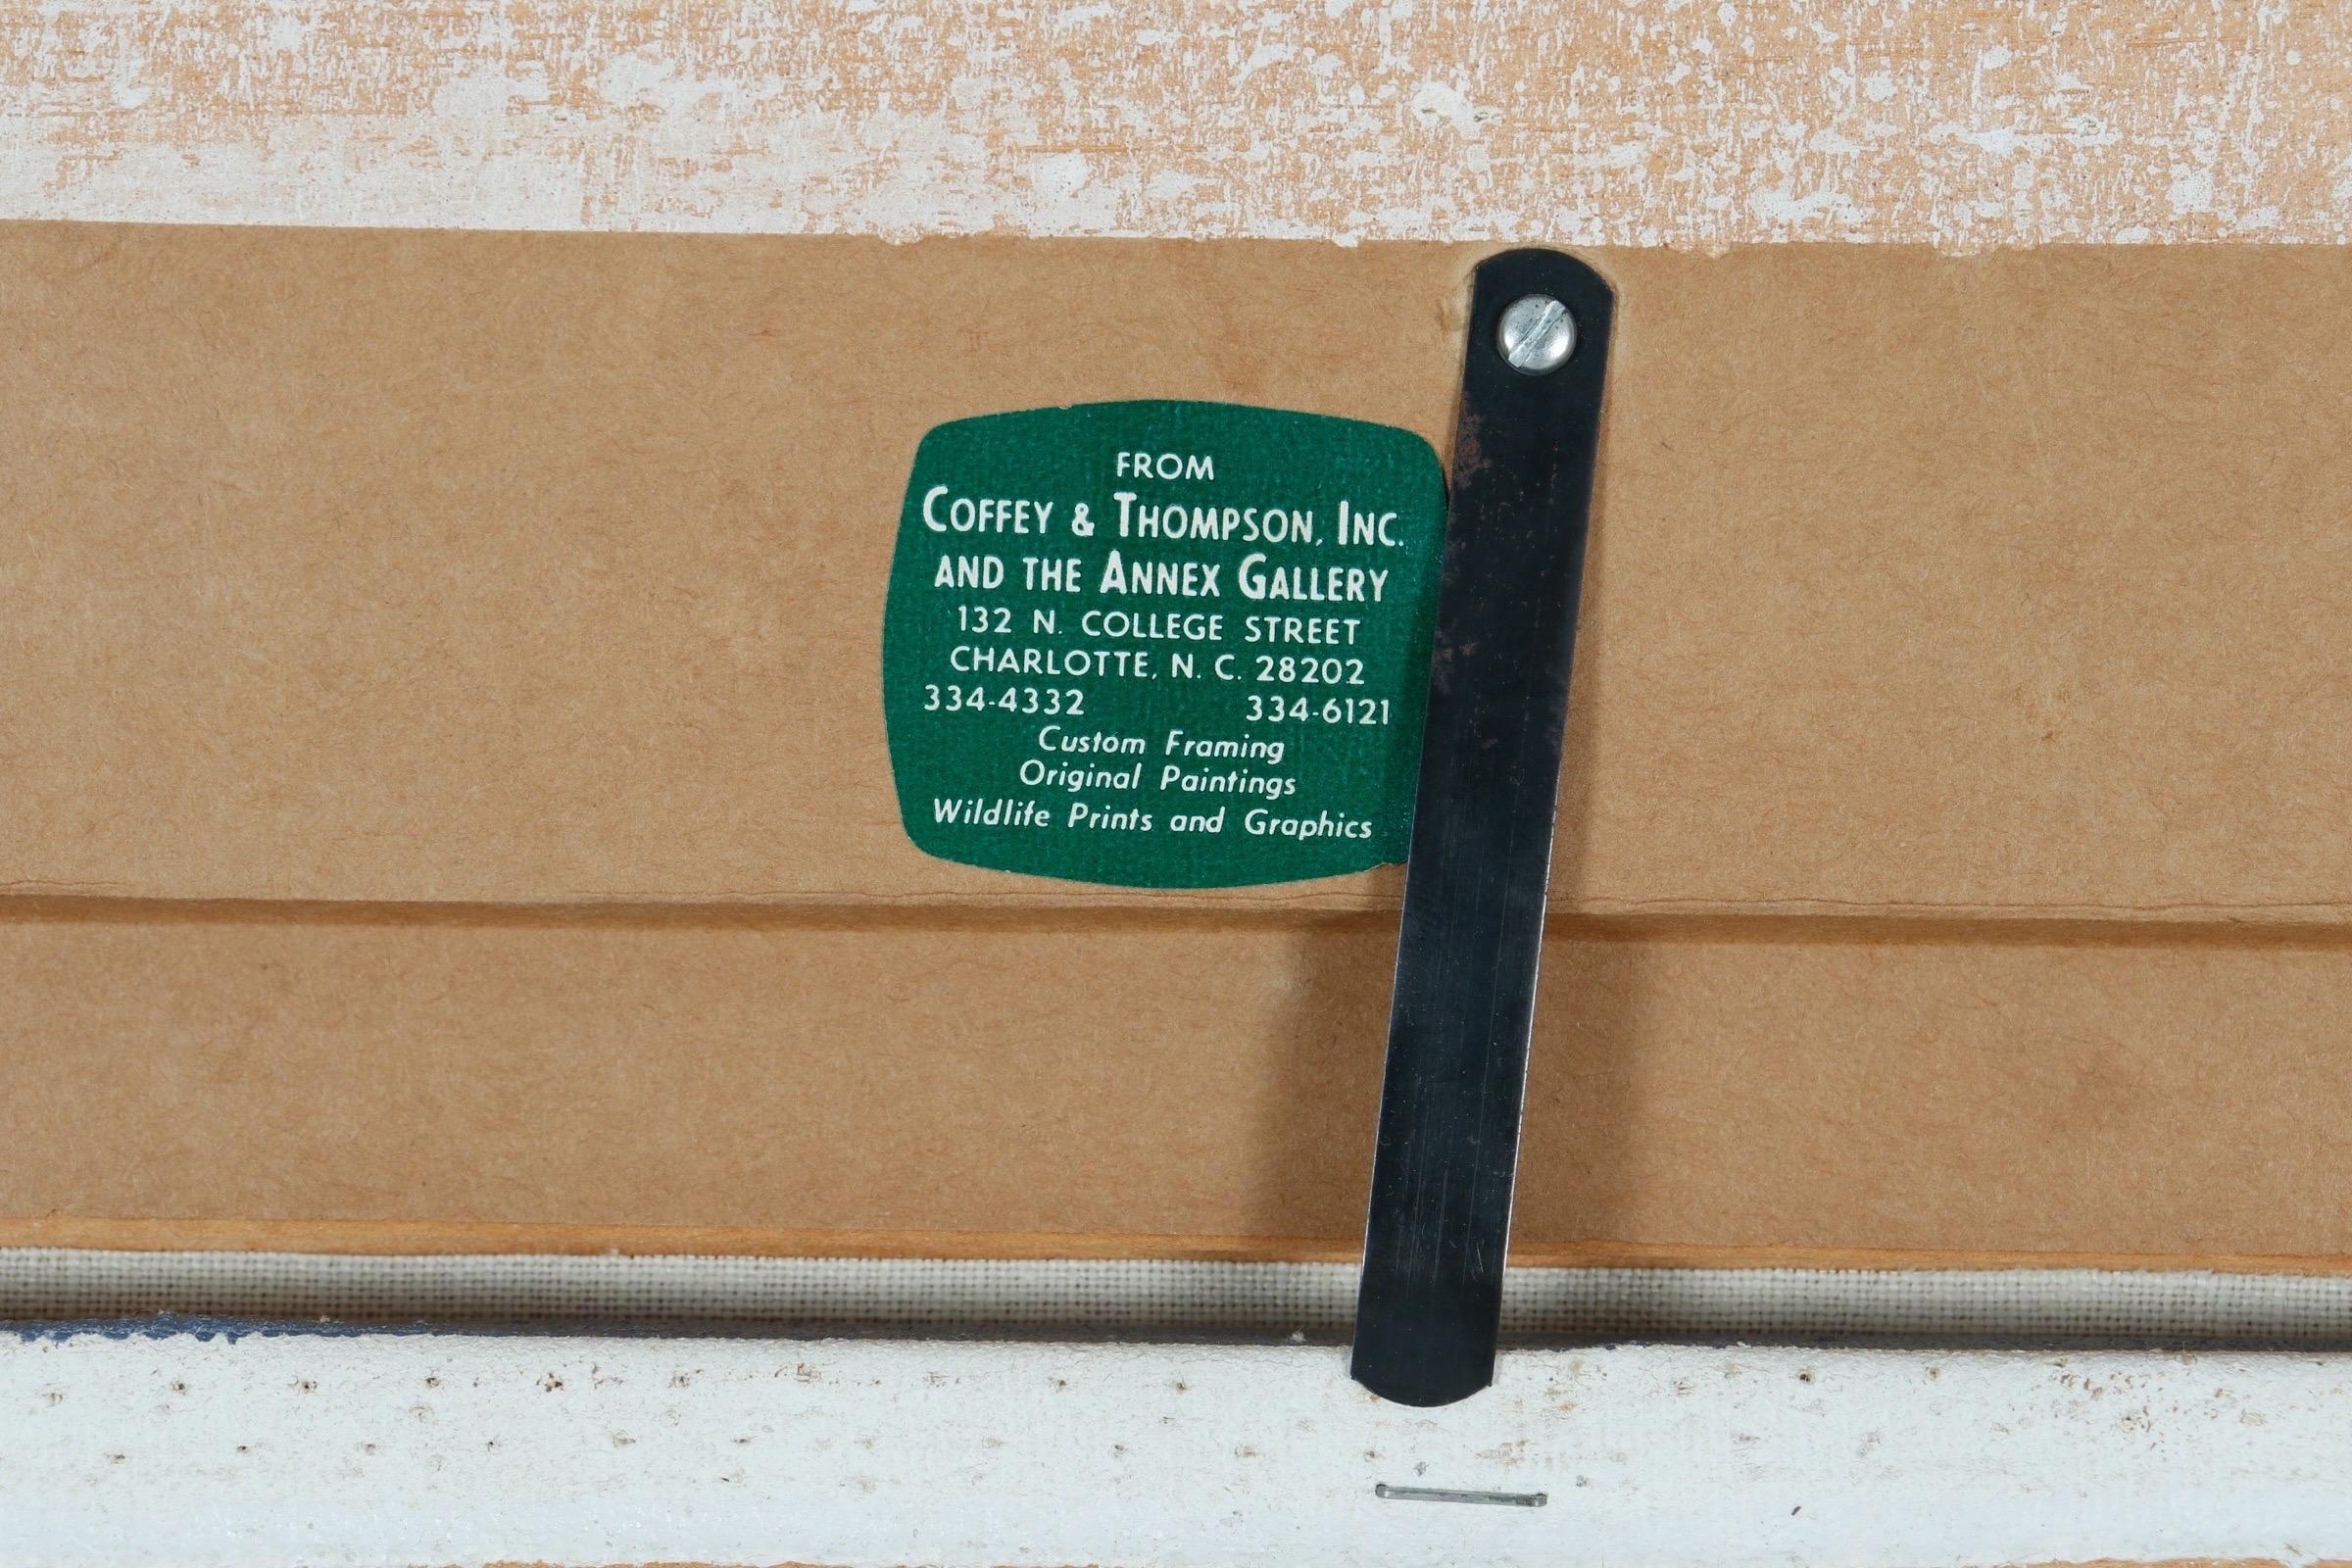 FROM
COFFEY & THOMPSON, INC.
AND THE ANNEX GALLERY
132 N. COLLEGE STREET
CHARLOTTE, N. C. 28202
334-4332 334-6121
Custom Framing
Original Paintings
Wildlife Prints and Graphics